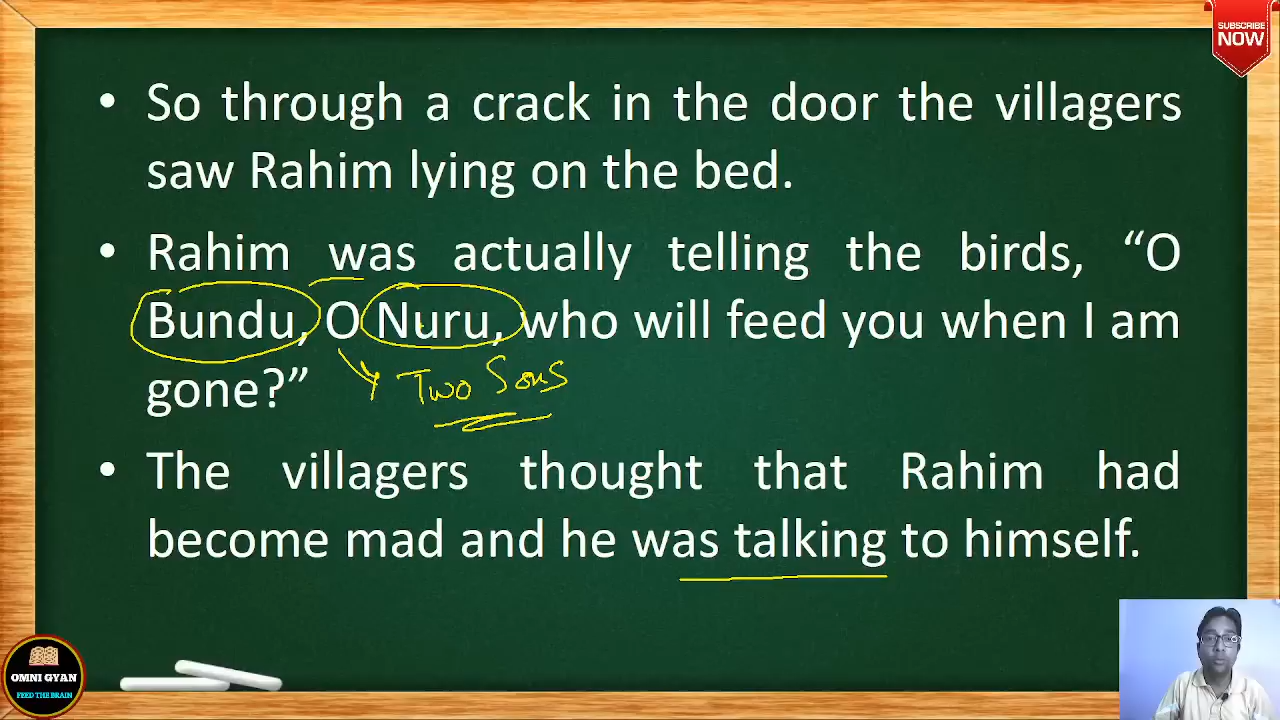 SUBSCRIBE
NOW
• So through a crack in the door the villagers
saw Rahim lying on the bed.
• Rahim was actually telling the birds, “O
Bundu, O Nuru, who will feed you when I am
gone?”
Two Sons
• The villagers thought that Rahim had
become mad and he was talking to himself.
OMNI GYAN
FEED THE BRAIN